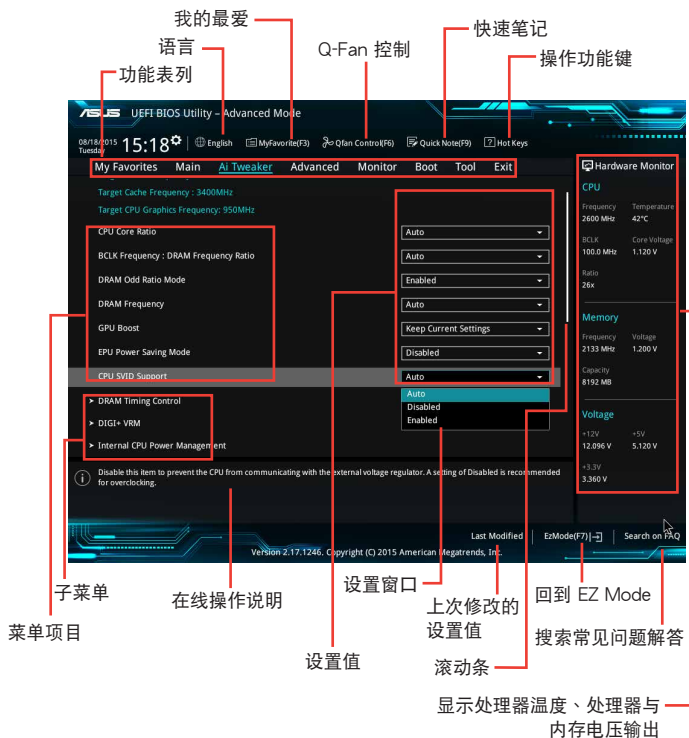 我的最爱
快速笔记
语言
Q-Fan 控制
操作功能键
功能表列
ASUS UEFI BIOS Utility – Advanced Mode
08/18/2015 Tuesday 15:18 English MyFavorite(F3) Qfan Control(F6) Quick Note(F9) ? Hot Keys
My Favorites Main Ai Tweaker Advanced Monitor Boot Tool Exit
Target Cache Frequency : 3400MHz
Target CPU Graphics Frequency: 950MHz
CPU Core Ratio Auto
BCLK Frequency : DRAM Frequency Ratio Auto
DRAM Odd Ratio Mode Enabled
DRAM Frequency Auto
GPU Boost Keep Current Settings
EPU Power Saving Mode Disabled
CPU SVID Support Auto
Auto
Disabled
Enabled
> DRAM Timing Control
> DIGI+ VRM
> Internal CPU Power Management
Disable this item to prevent the CPU from communicating with the external voltage regulator. A setting of Disabled is recommended
for overclocking.
Hardware Monitor
CPU
Frequency Temperature
2600 MHz 42°C
BCLK Core Voltage
100.0 MHz 1.120 V
Ratio
26x
Memory
Frequency Voltage
2133 MHz 1.200 V
Capacity
8192 MB
Voltage
+12V +5V
12.096 V 5.120 V
+3.3V
3.360 V
Last Modified EzMode(F7) Search on FAQ
Version 2.17.1246. Copyright (C) 2015 American Megatrends, Inc.
子菜单
菜单项目
在线操作说明
设置值
设置窗口
上次修改的
设置值
滚动条
回到 EZ Mode
搜索常见问题解答
显示处理器温度、处理器与
内存电压输出